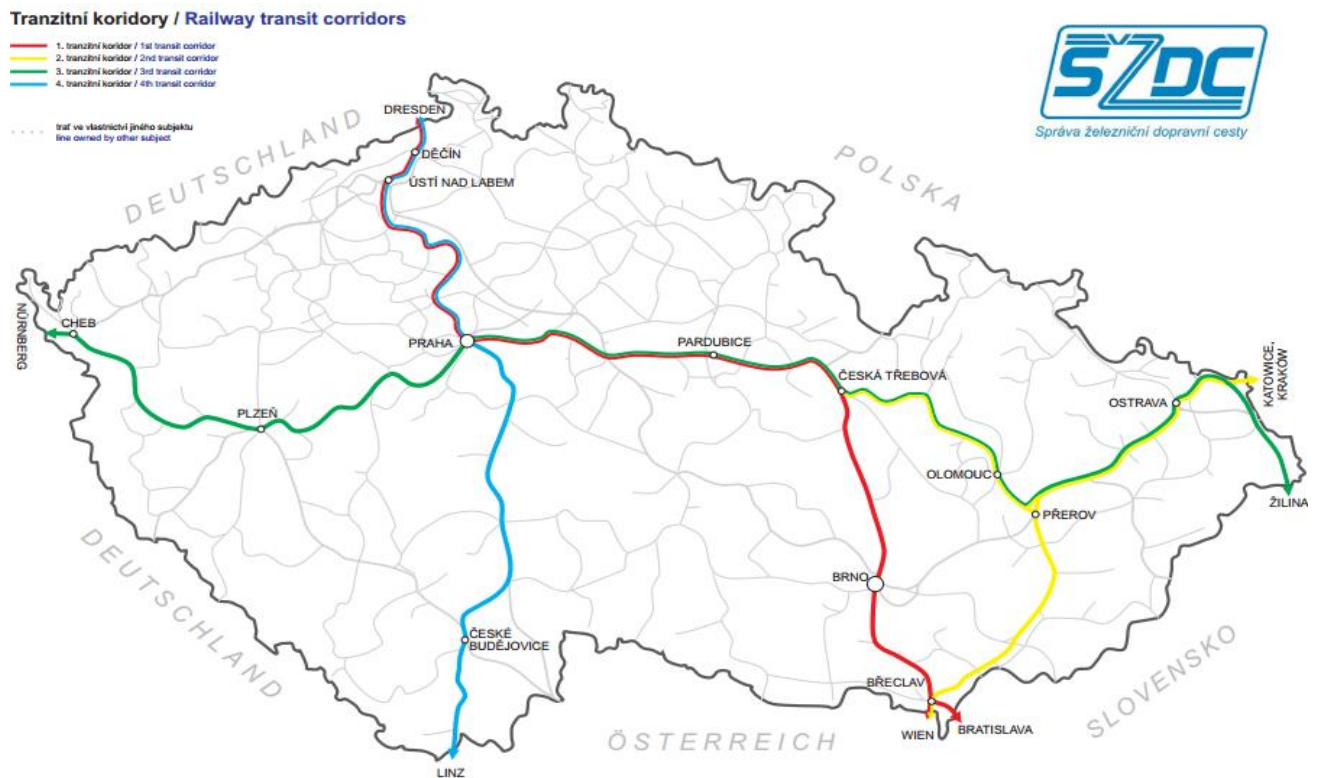 Tranzitní koridory / Railway transit corridors
1. tranzitní koridor / 1st transit corridor
2. tranzitní koridor / 2nd transit corridor
3. tranzitní koridor / 3rd transit corridor
4. tranzitní koridor / 4th transit corridor
trať ve vlastnictví jiného subjektu
line owned by other subject
SŽDC
Správa železniční dopravní cesty
DRESDEN
DEUTSCHLAND
DĚČÍN
ÚSTÍ NAD LABEM
POLSKA
NÜRNBERG
CHEB
PRAHA
PARDUBICE
ČESKÁ TŘEBOVÁ
KATOWICE,
KRAKÓW
OSTRAVA
PLZEŇ
OLOMOUC
ŽILINA
PŘEROV
DEUTSCHLAND
BRNO
ČESKÉ
BUDĚJOVICE
SLOVENSKO
BŘECLAV
WIEN
BRATISLAVA
ÖSTERREICH
LINZ